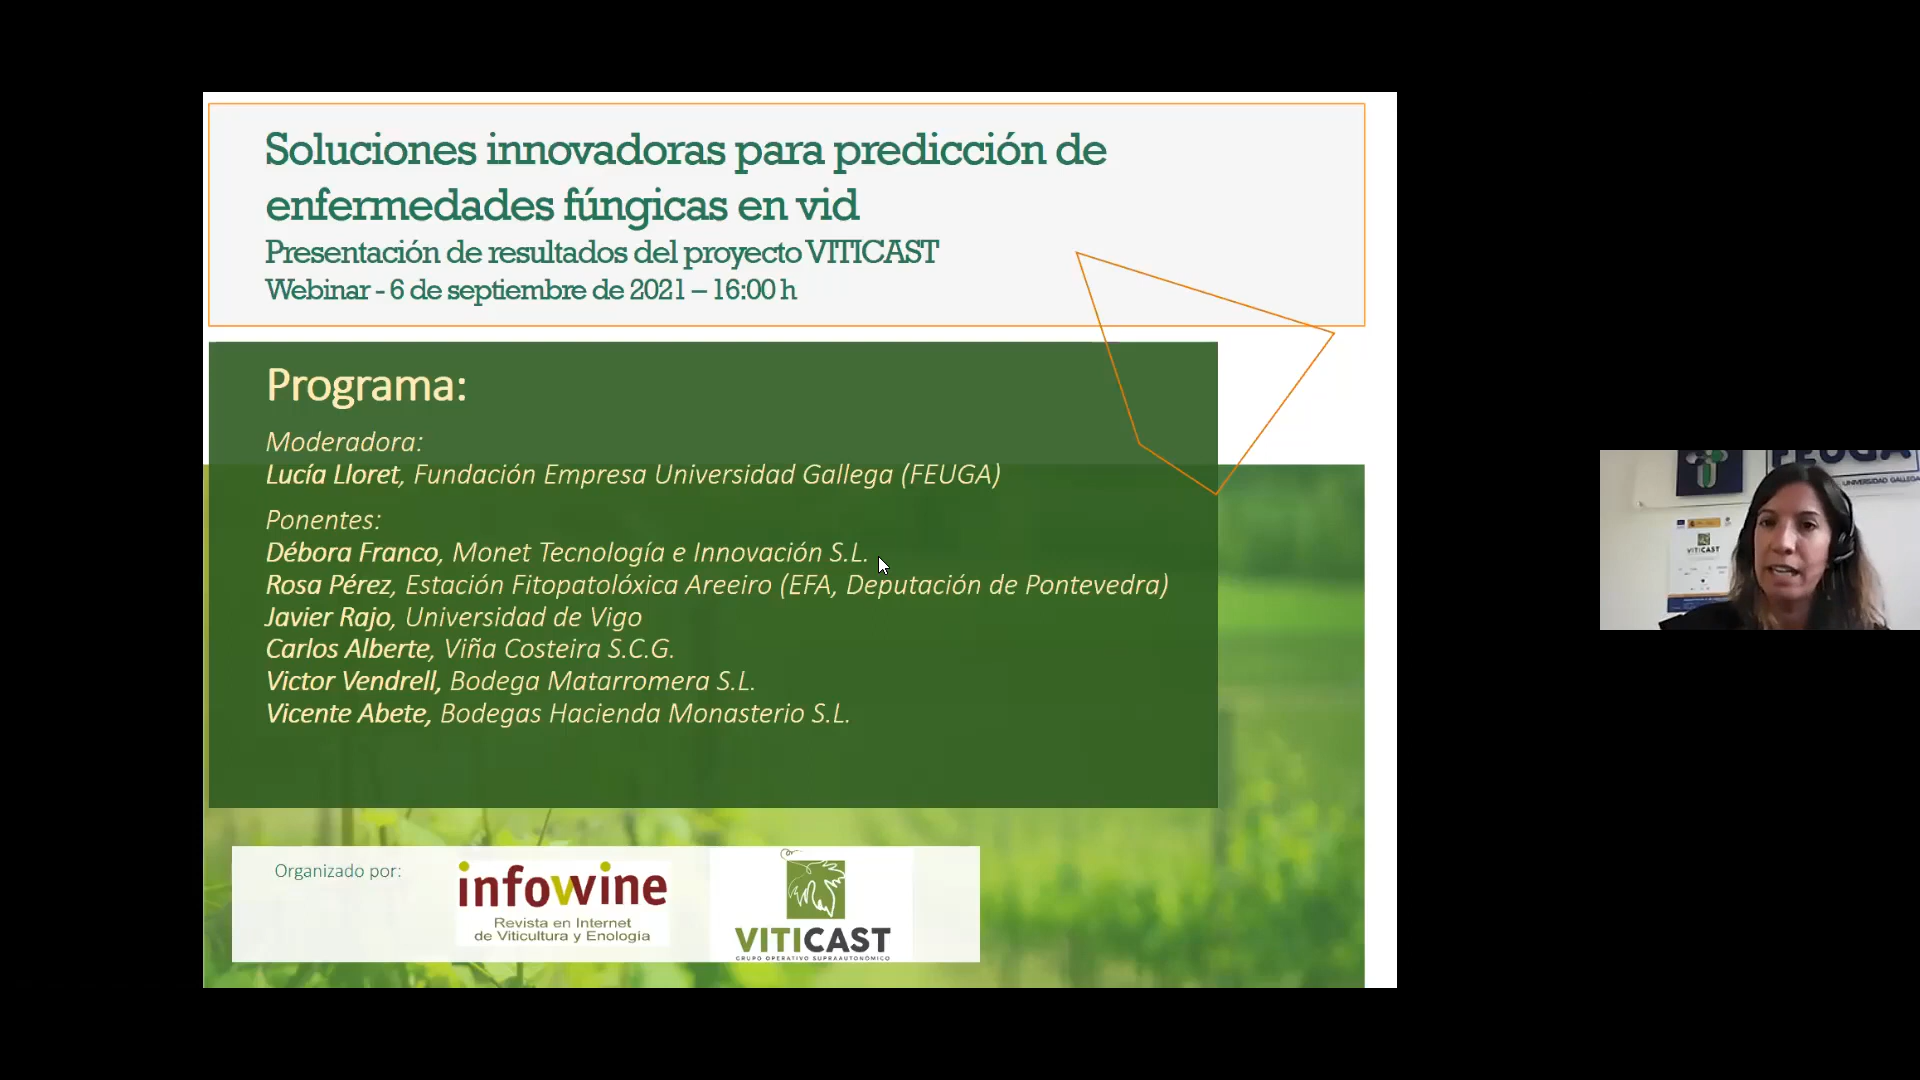 Soluciones innovadoras para predicción de
enfermedades fúngicas en vid
Presentación de resultados del proyecto VITICAST
Webinar - 6 de septiembre de 2021 – 16:00 h
Programa:
Moderadora:
Lucía Lloret, Fundación Empresa Universidad Gallega (FEUGA)
Ponentes:
Débora Franco, Monet Tecnología e Innovación S.L.
Rosa Pérez, Estación Fitopatolóxica Areeiro (EFA, Deputación de Pontevedra)
Javier Rajo, Universidad de Vigo
Carlos Alberte, Viña Costeira S.C.G.
Victor Vendrell, Bodega Matarromera S.L.
Vicente Abete, Bodegas Hacienda Monasterio S.L.
Organizado por:
infowine
Revista en Internet
de Viticultura y Enología
VITICAST
GRUPO OPERATIVO SUPRAAUTONÓMICO
FEUGA
UNIVERSIDAD GALLEGA
VITICAST